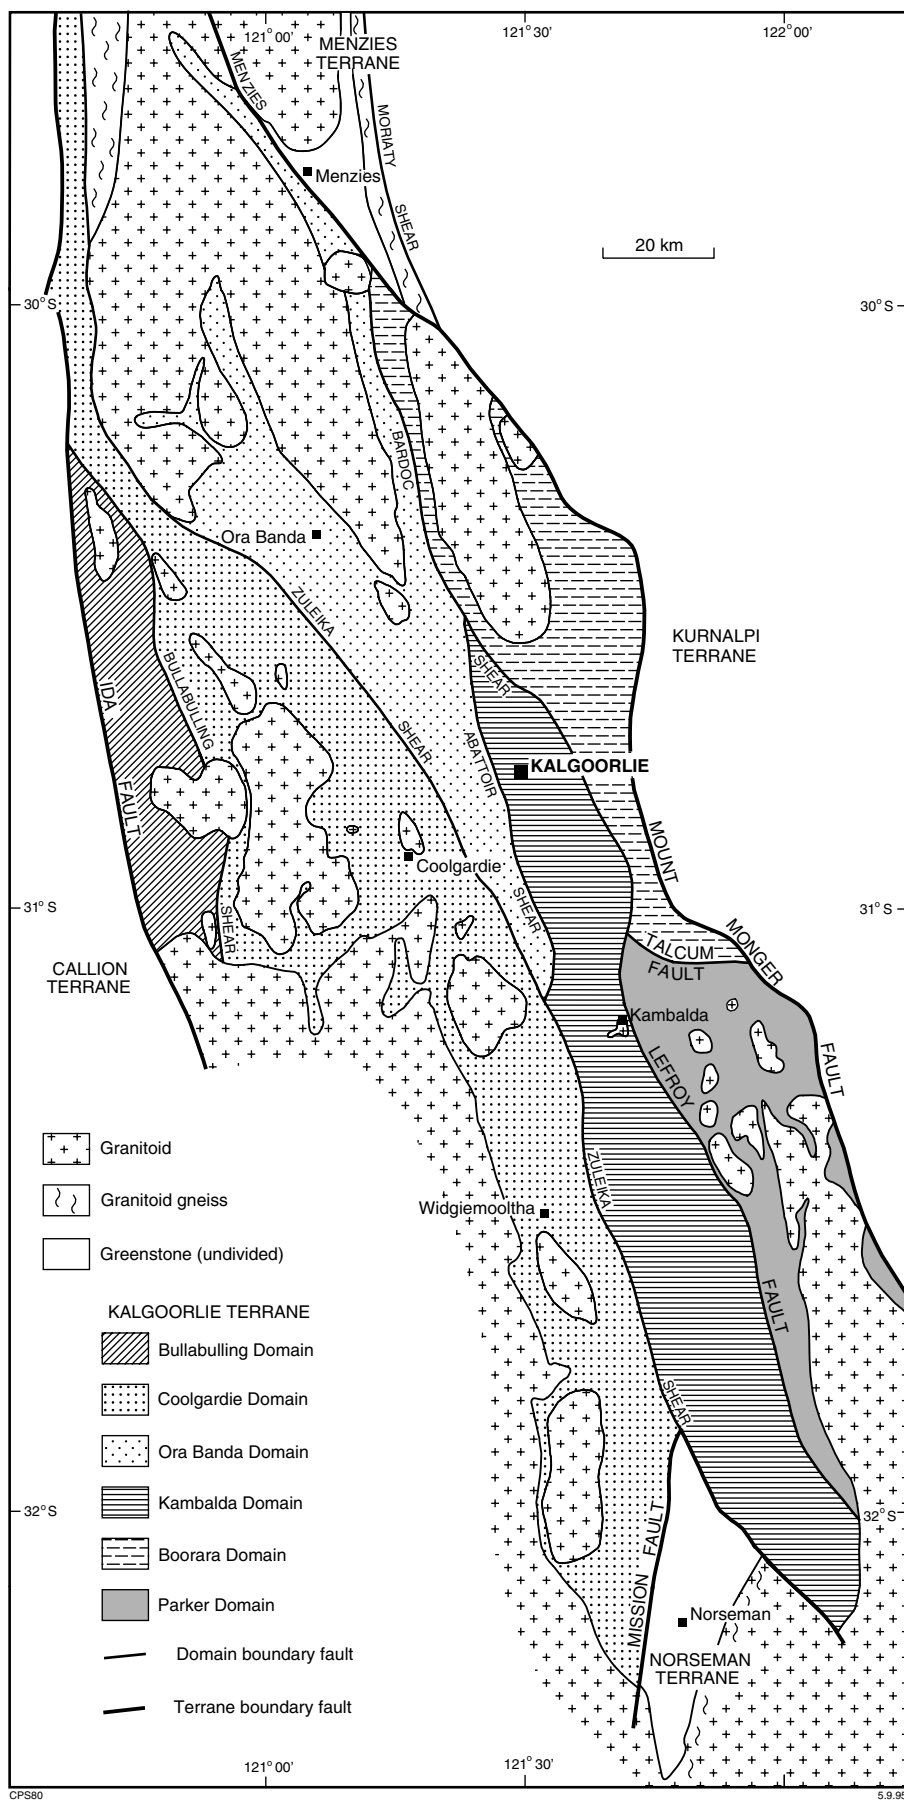 121°00'
121°30'
122°00'
MENZIES
TERRANE
MENZIES
MORIATY
SHEAR
Menzies
20 km
30°S
30°S
BARDOC
Ora Banda
ZULEIKA
KURNALPI
TERRANE
SHEAR
BULLABULLING
IDA
SHEAR
ABATTOIR
KALGOORLIE
FAULT
MOUNT
Coolgardie
31°S
31°S
SHEAR
SHEAR
MONGER
TALCUM
FAULT
CALLION
TERRANE
Kambalda
LEFROY
FAULT
Granitoid
ZULEIKA
Granitoid gneiss
Widgiemooltha
Greenstone (undivided)
FAULT
KALGOORLIE TERRANE
Bullabulling Domain
Coolgardie Domain
SHEAR
Ora Banda Domain
Kambalda Domain
32°S
32°S
Boorara Domain
MISSION FAULT
Parker Domain
Norseman
Domain boundary fault
NORSEMAN
TERRANE
Terrane boundary fault
121°00'
121°30'
CPS80
5.9.95